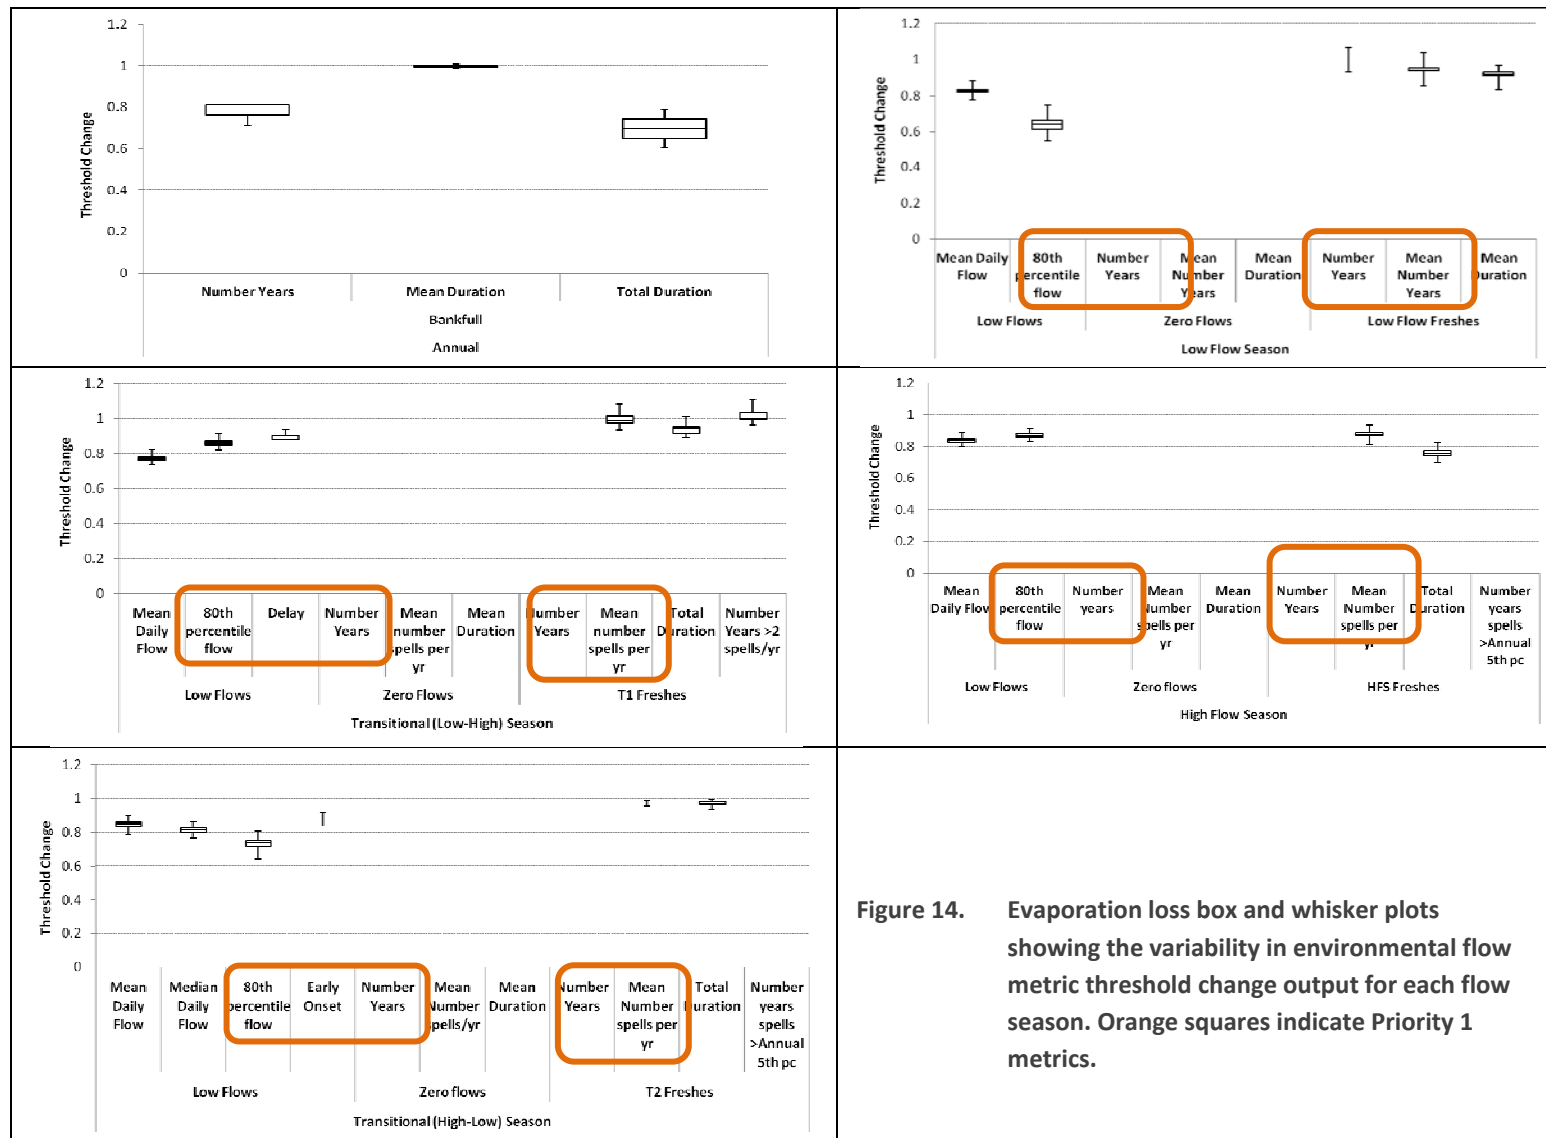 1.2
1
0.8
0.6
0.4
0.2
0
Threshold Change
Number Years
Mean Duration
Total Duration
Bankfull
Annual
1.2
1
0.8
0.6
0.4
0.2
0
Threshold Change
Mean Daily
Flow
80th
percentile
flow
Number
Years
Mean
Number
Years
Mean
Duration
Number
Years
Mean
Number
Years
Mean
Duration
Low Flows
Zero Flows
Low Flow Freshes
Low Flow Season
1.2
1
0.8
0.6
0.4
0.2
0
Threshold Change
Mean
Daily
Flow
80th
percentile
flow
Delay
Number
Years
Mean
number
spells per
yr
Mean
Duration
Number
Years
Mean
number
spells per
yr
Total
Duration
Number
Years >2
spells/yr
Low Flows
Zero Flows
T1 Freshes
Transitional (Low-High) Season
1.2
1
0.8
0.6
0.4
0.2
0
Threshold Change
Mean
Daily Flow
80th
percentile
flow
Number
years
Mean
Number
spells per
yr
Mean
Duration
Number
Years
Mean
Number
spells per
yr
Total
Duration
Number
years
spells
>Annual
5th pc
Low Flows
Zero flows
HFS Freshes
High Flow Season
1.2
1
0.8
0.6
0.4
0.2
0
Threshold Change
Mean
Daily
Flow
Median
Daily
Flow
80th
percentile
flow
Early
Onset
Number
Years
Mean
Number
spells/yr
Mean
Duration
Number
Years
Mean
Number
spells per
yr
Total
Duration
Number
years
spells
>Annual
5th pc
Low Flows
Zero flows
T2 Freshes
Transitional (High-Low) Season
Figure 14. Evaporation loss box and whisker plots
showing the variability in environmental flow
metric threshold change output for each flow
season. Orange squares indicate Priority 1
metrics.